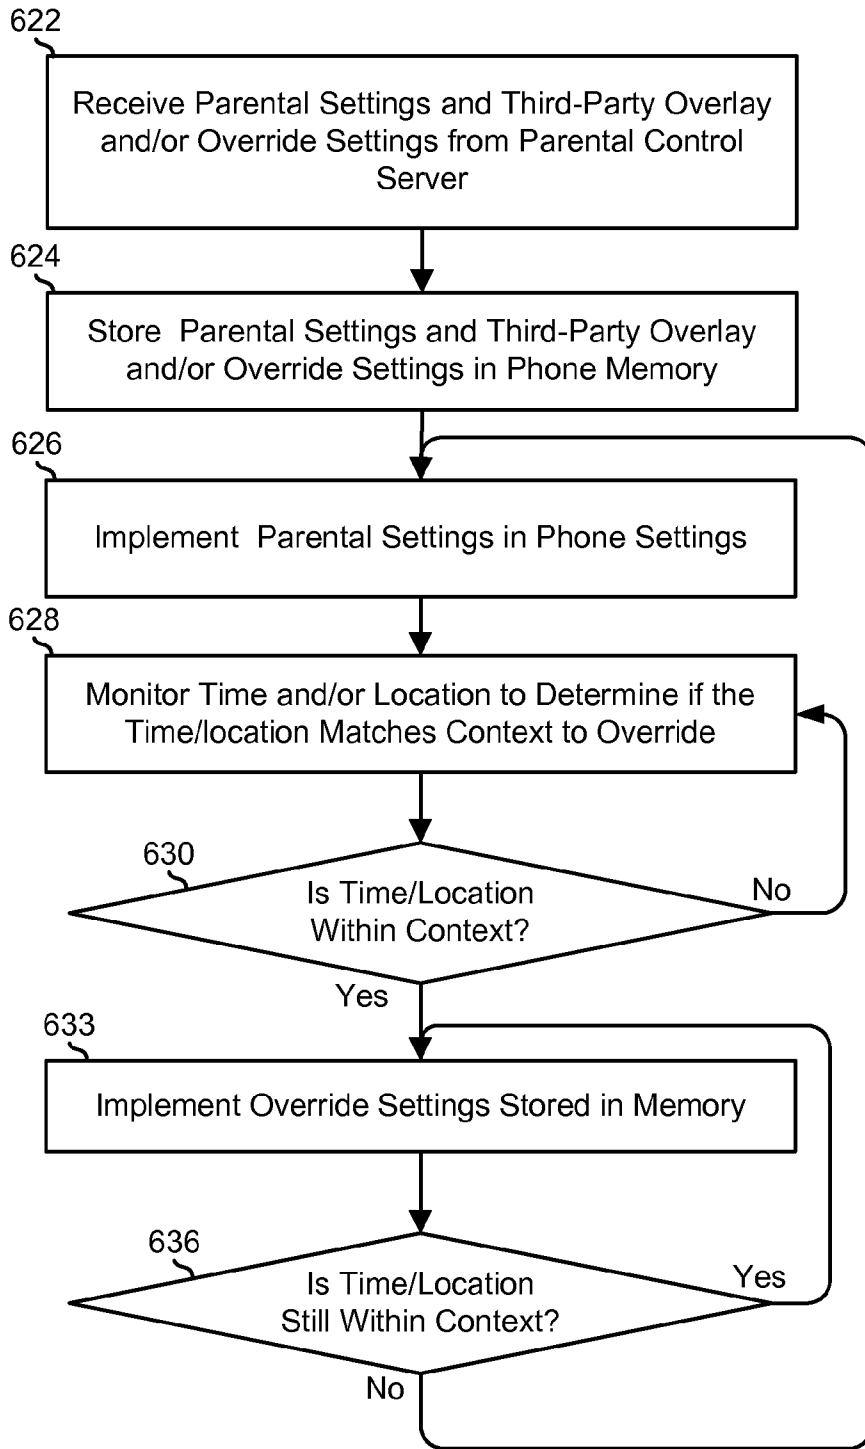 622
Receive Parental Settings and Third-Party Overlay
and/or Override Settings from Parental Control
Server
624
Store Parental Settings and Third-Party Overlay
and/or Override Settings in Phone Memory
626
Implement Parental Settings in Phone Settings
628
Monitor Time and/or Location to Determine if the
Time/location Matches Context to Override
630
Is Time/Location
Within Context?
No
Yes
633
Implement Override Settings Stored in Memory
636
Is Time/Location
Still Within Context?
Yes
No